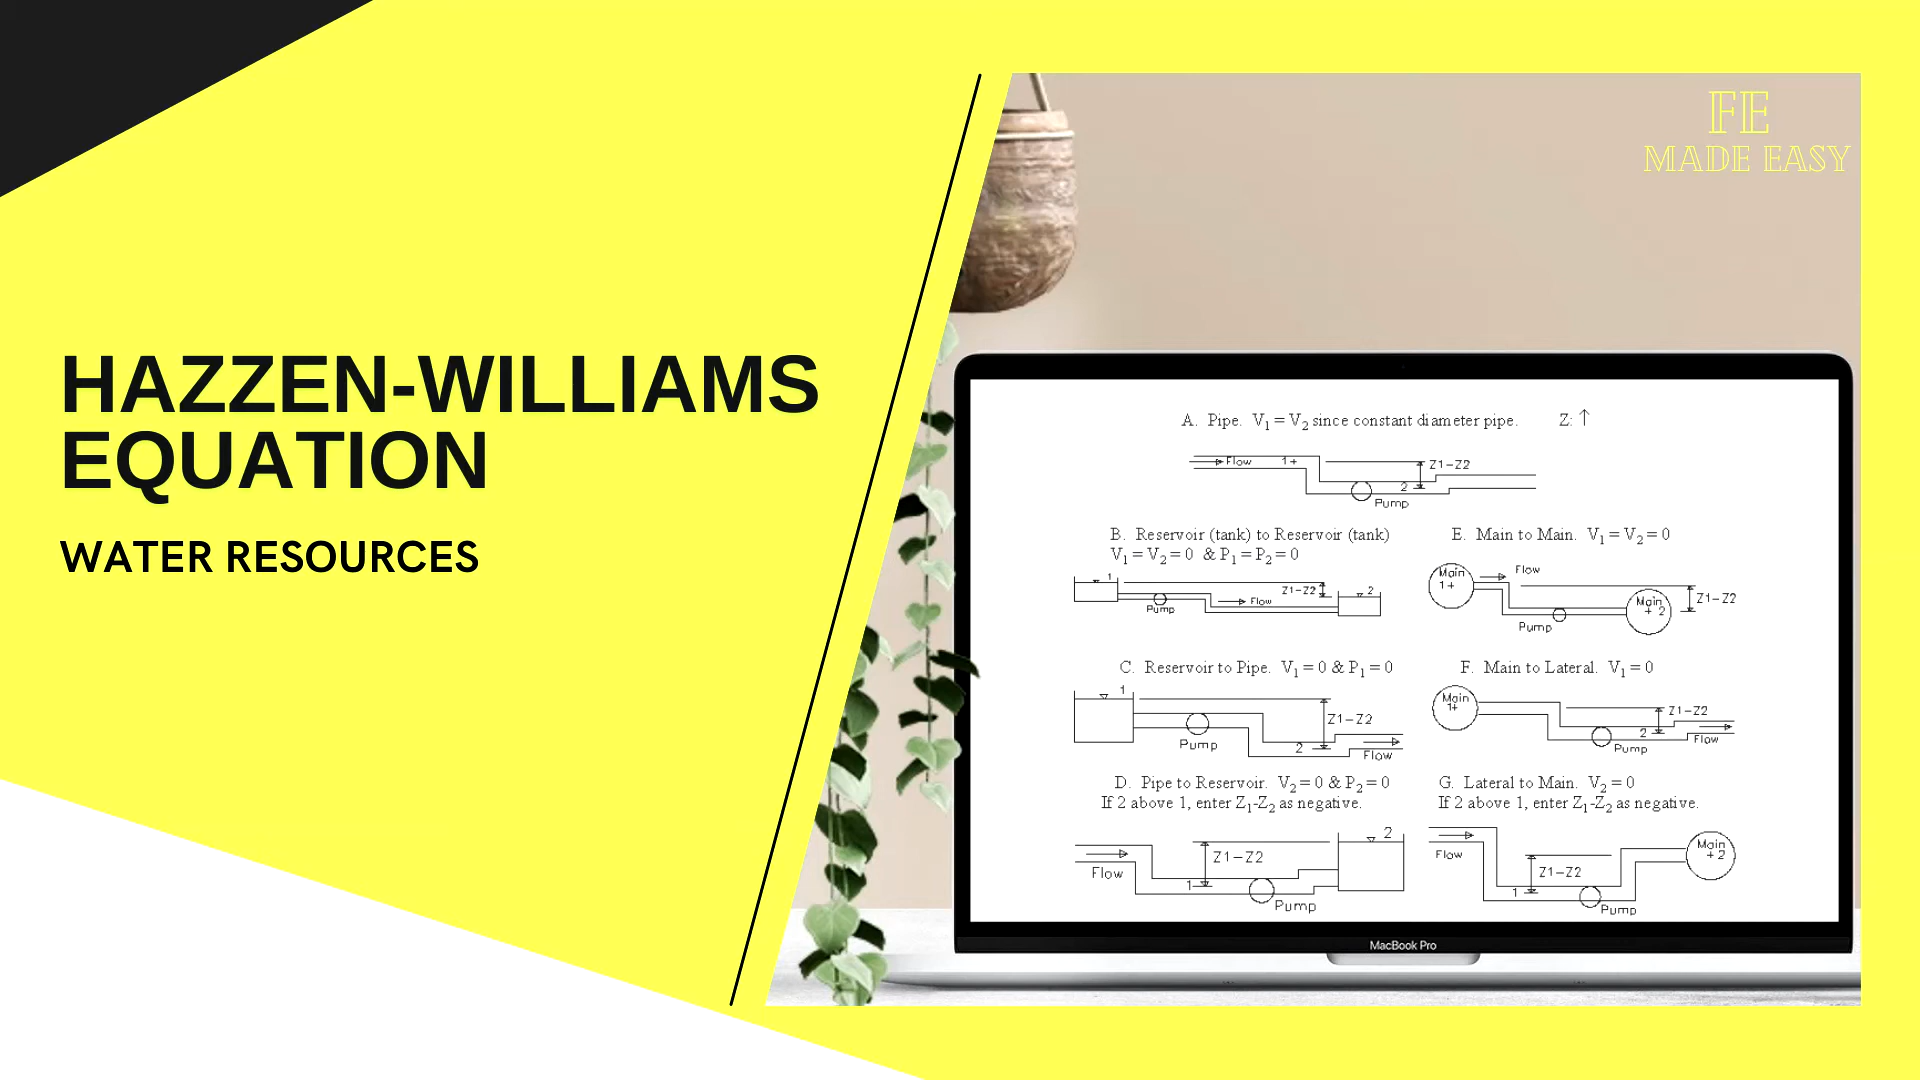 HAZZEN-WILLIAMS
EQUATION
WATER RESOURCES
FE
MADE EASY
A. Pipe. V₁ = V₂ since constant diameter pipe. Z: ↑
Flow 1+ Z1-Z2
2
Pump
B. Reservoir (tank) to Reservoir (tank)
V₁ = V₂ = 0 & P₁ = P₂ = 0
1 Z1-Z2 2
Pump Flow
E. Main to Main. V₁ = V₂ = 0
Main Flow
1+ Main Z1-Z2
+ 2
Pump
C. Reservoir to Pipe. V₁ = 0 & P₁ = 0
1
Z1-Z2
Pump 2 Flow
F. Main to Lateral. V₁ = 0
Main
1+ Z1-Z2
2 Flow
Pump
D. Pipe to Reservoir. V₂ = 0 & P₂ = 0
If 2 above 1, enter Z₁-Z₂ as negative.
2
Z1-Z2
Flow
1
Pump
G. Lateral to Main. V₂ = 0
If 2 above 1, enter Z₁-Z₂ as negative.
Main
Flow + 2
Z1-Z2
1
Pump
MacBook Pro